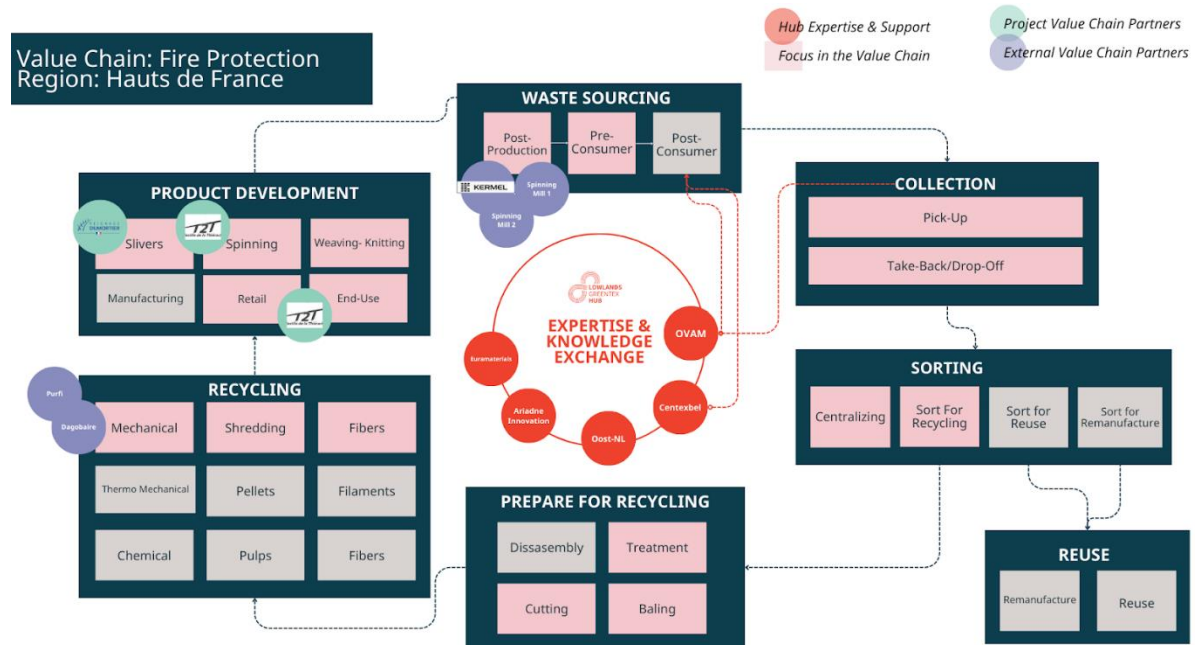 Value Chain: Fire Protection
Region: Hauts de France
Hub Expertise & Support
Focus in the Value Chain
Project Value Chain Partners
External Value Chain Partners
WASTE SOURCING
Post-
Production
Pre-
Consumer
Post-
Consumer
KERMEL
Spinning
Mill 1
Spinning
Mill 2
COLLECTION
Pick-Up
Take-Back/Drop-Off
PRODUCT DEVELOPMENT
Slivers
Spinning
Weaving- Knitting
Manufacturing
Retail
End-Use
T2T
T2T
LOWLANDS
GREENTEX
HUB
EXPERTISE &
KNOWLEDGE
EXCHANGE
OVAM
Centexbel
Oost-NL
Ariadne
Innovation
Euramaterials
SORTING
Centralizing
Sort For
Recycling
Sort for
Reuse
Sort for
Remanufacture
RECYCLING
Purfi
Dagobaire
Mechanical
Shredding
Fibers
Thermo Mechanical
Pellets
Filaments
Chemical
Pulps
Fibers
PREPARE FOR RECYCLING
Dissasembly
Treatment
Cutting
Baling
REUSE
Remanufacture
Reuse